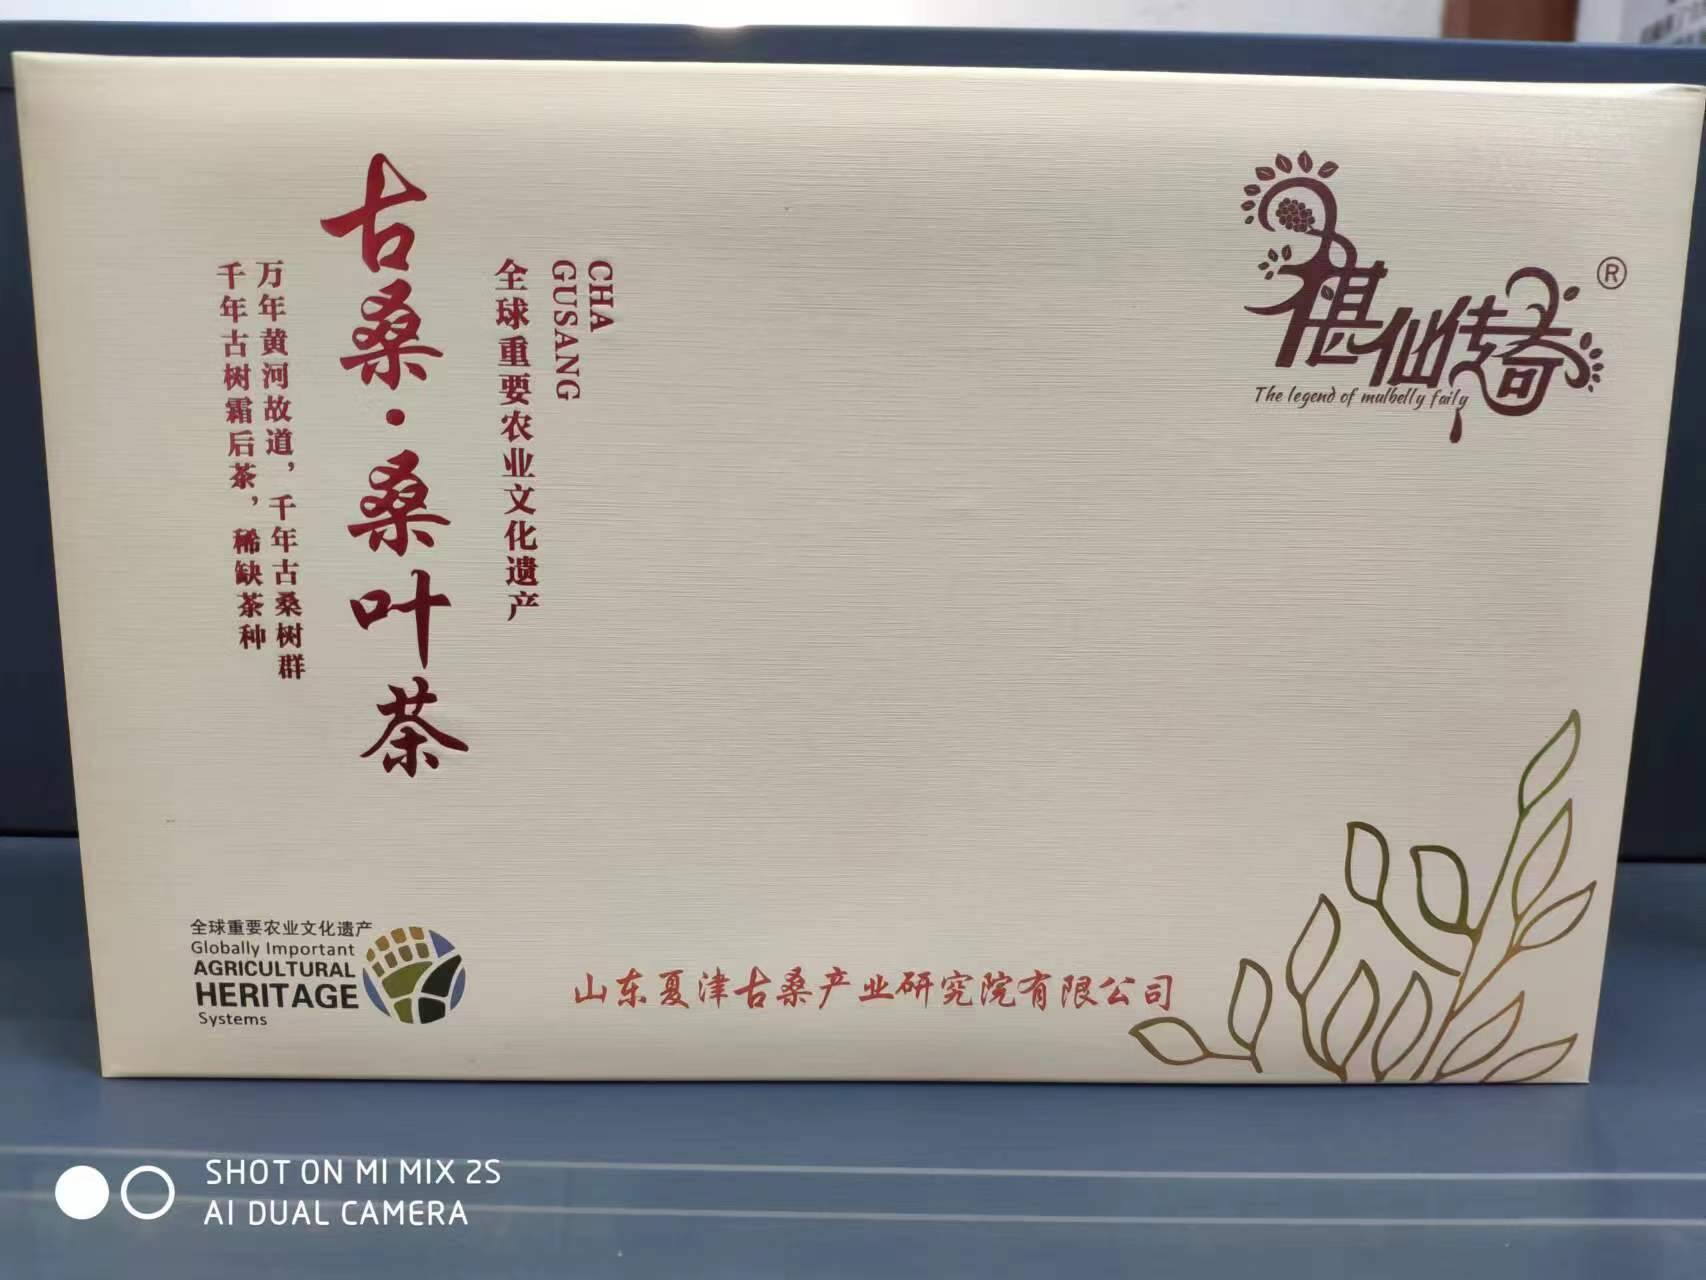 古桑·桑叶茶
万年黄河故道，千年古桑树群
千年古树霜后茶，稀缺茶种
全球重要农业文化遗产
GUSANG
CHA
仙传奇
®
The legend of mulbelly faily
全球重要农业文化遗产
Globally Important
AGRICULTURAL
HERITAGE
Systems
山东夏津古桑产业研究院有限公司
SHOT ON MI MIX 2S
AI DUAL CAMERA